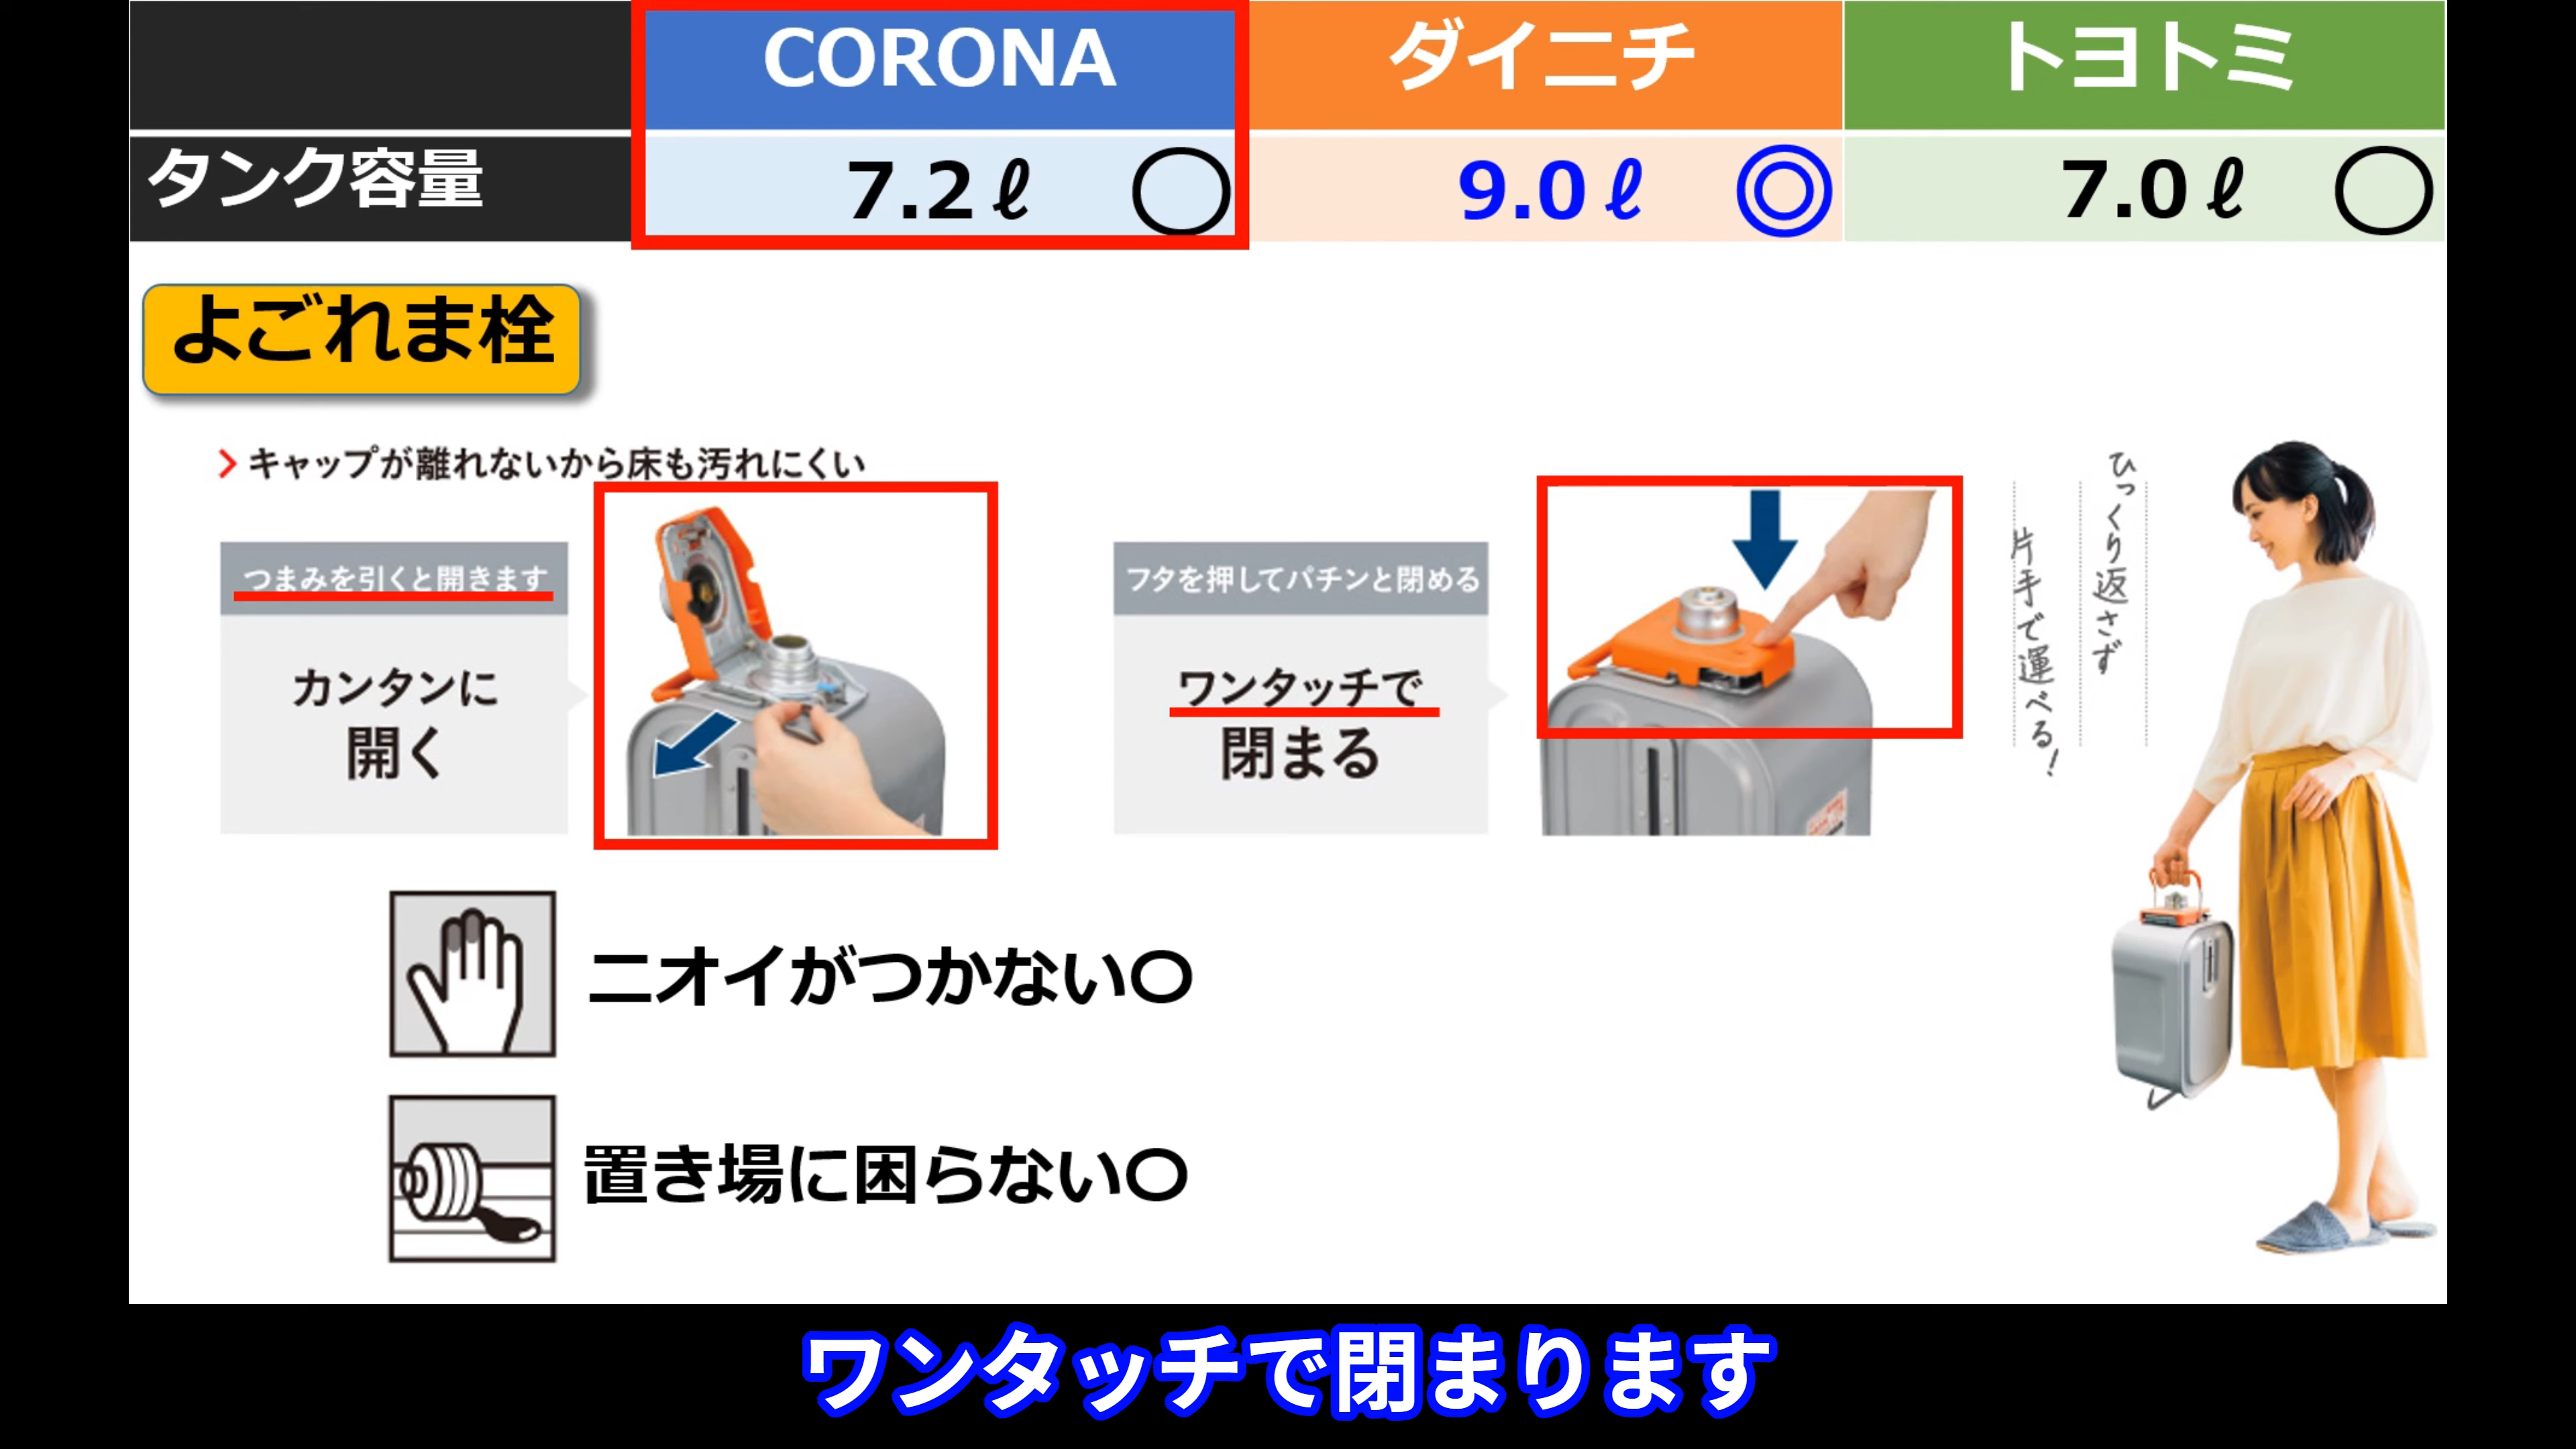 CORONA ダイニチ トヨトミ
タンク容量 7.2ℓ ○ 9.0ℓ ◎ 7.0ℓ ○
よごれま栓
キャップが離れないから床も汚れにくい
つまみを引くと開きます
カンタンに
開く
フタを押してパチンと閉める
ワンタッチで
閉まる
ひっくり返さず
片手で運べる!
ニオイがつかない○
置き場に困らない○
ワンタッチで閉まります